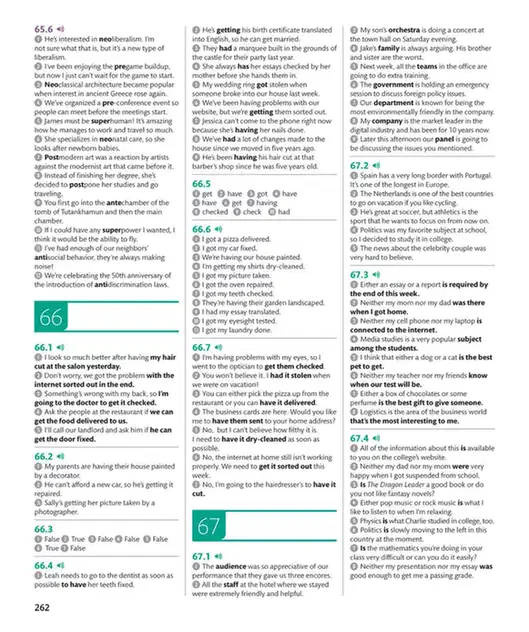 65.6
1 He's interested in neoliberalism. I'm
not sure what that is, but it's a new type of
liberalism.
2 I've been enjoying the pregame buildup,
but now I just can't wait for the game to start.
3 Neoclassical architecture became popular
when interest in ancient Greece rose again.
4 We've organized a pre-conference event so
people can meet before the meetings start.
5 James must be superhuman! It's amazing
how he manages to work and travel so much.
6 She specializes in neonatal care, so she
looks after newborn babies.
7 Postmodern art was a reaction by artists
against the modernist art that came before it.
8 Instead of finishing her degree, she's
decided to postpone her studies and go
traveling.
9 You first go into the antechamber of the
tomb of Tutankhamun and then the main
chamber.
10 If I could have any superpower I wanted, I
think it would be the ability to fly.
11 I've had enough of our neighbors'
antisocial behavior, they're always making
noise!
12 We're celebrating the 50th anniversary of
the introduction of antidiscrimination laws.
66
66.1
1 I look so much better after having my hair
cut at the salon yesterday.
2 Don't worry, we got the problem with the
internet sorted out in the end.
3 Something's wrong with my back, so I'm
going to the doctor to get it checked.
4 Ask the people at the restaurant if we can
get the food delivered to us.
5 I'll call our landlord and ask him if he can
get the door fixed.
66.2
1 My parents are having their house painted
by a decorator.
2 He can't afford a new car, so he's getting it
repaired.
3 Sally's getting her picture taken by a
photographer.
66.3
1 False 2 True 3 False 4 False 5 False
6 True 7 False
66.4
1 Leah needs to go to the dentist as soon as
possible to have her teeth fixed.
262
2 He's getting his birth certificate translated
into English, so he can get married.
3 They had a marquee built in the grounds of
the castle for their party last year.
4 She always has her essays checked by her
mother before she hands them in.
5 My wedding ring got stolen when
someone broke into our house last week.
6 We've been having problems with our
website, but we're getting them sorted out.
7 Jessica can't come to the phone right now
because she's having her nails done.
8 We've had a lot of changes made to the
house since we moved in five years ago.
9 He's been having his hair cut at that
barber's shop since he was five years old.
66.5
1 get 2 have 3 got 4 have
5 have 6 get 7 having
8 checked 9 check 10 had
66.6
1 I got a pizza delivered.
2 I got my car fixed.
3 We're having our house painted.
4 I'm getting my shirts dry-cleaned.
5 I got my picture taken.
6 I got the oven repaired.
7 I got my teeth checked.
8 They're having their garden landscaped.
9 I had my essay translated.
10 I got my eyesight tested.
11 I got my laundry done.
66.7
1 I'm having problems with my eyes, so I
went to the optician to get them checked.
2 You won't believe it. I had it stolen when
we were on vacation!
3 You can either pick the pizza up from the
restaurant or you can have it delivered.
4 The business cards are here. Would you like
me to have them sent to your home address?
5 No, but I can't believe how filthy it is.
I need to have it dry-cleaned as soon as
possible.
6 No, the internet at home still isn't working
properly. We need to get it sorted out this
week.
7 No, I'm going to the hairdresser's to have it
cut.
67
67.1
1 The audience was so appreciative of our
performance that they gave us three encores.
2 All the staff at the hotel where we stayed
were extremely friendly and helpful.
3 My son's orchestra is doing a concert at
the town hall on Saturday evening.
4 Jake's family is always arguing. His brother
and sister are the worst.
5 Next week, all the teams in the office are
going to do extra training.
6 The government is holding an emergency
session to discuss foreign policy issues.
7 Our department is known for being the
most environmentally friendly in the company.
8 My company is the market leader in the
digital industry and has been for 10 years now.
9 Later this afternoon our panel is going to
be discussing the issues you mentioned.
67.2
1 Spain has a very long border with Portugal.
It's one of the longest in Europe.
2 The Netherlands is one of the best countries
to go on vacation if you like cycling.
3 He's great at soccer, but athletics is the
sport that he wants to focus on from now on.
4 Politics was my favorite subject at school,
so I decided to study it in college.
5 The news about the celebrity couple was
very hard to believe.
67.3
1 Either an essay or a report is required by
the end of this week.
2 Neither my mom nor my dad was there
when I got home.
3 Neither my cell phone nor my laptop is
connected to the internet.
4 Media studies is a very popular subject
among the students.
5 I think that either a dog or a cat is the best
pet to get.
6 Neither my teacher nor my friends know
when our test will be.
7 Either a box of chocolates or some
perfume is the best gift to give someone.
8 Logistics is the area of the business world
that's the most interesting to me.
67.4
1 All of the information about this is available
to you on the college's website.
2 Neither my dad nor my mom were very
happy when I got suspended from school.
3 Is The Dragon Leader a good book or do
you not like fantasy novels?
4 Either pop music or rock music is what I
like to listen to when I'm relaxing.
5 Physics is what Charlie studied in college, too.
6 Politics is slowly moving to the left in this
country at the moment.
7 Is the mathematics you're doing in your
class very difficult or can you do it easily?
8 Neither my presentation nor my essay was
good enough to get me a passing grade.